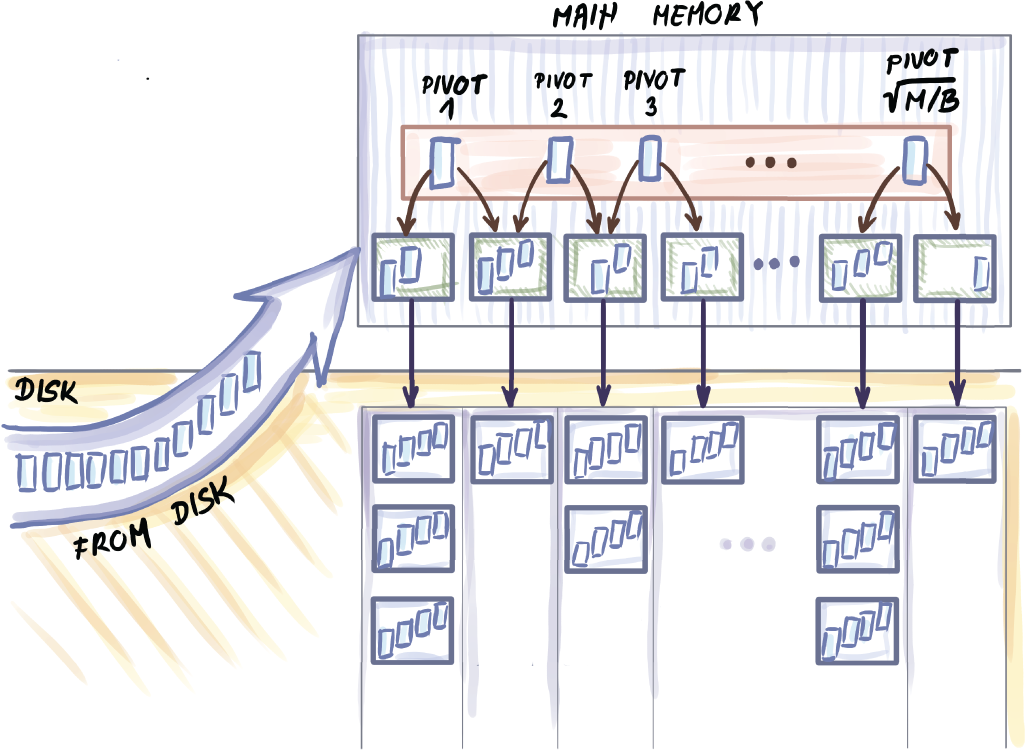 MAIN MEMORY
PIVOT
1
PIVOT
2
PIVOT
3
PIVOT
√M/B
DISK
FROM DISK